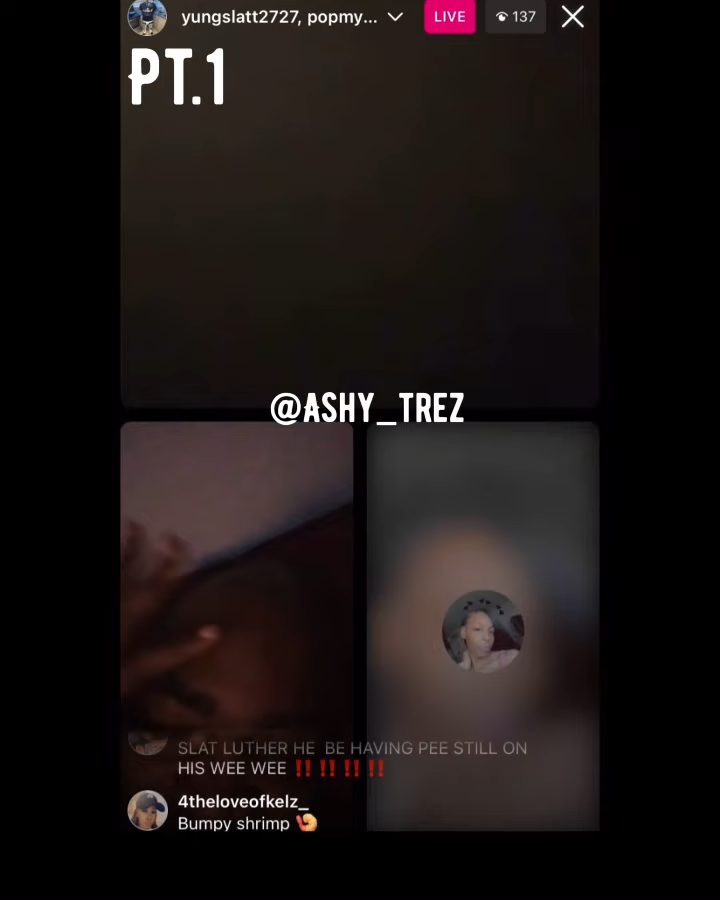 yungslatt2727, popmy...
LIVE
137
PT.1
@ASHY_TREZ
SLAT LUTHER HE BE HAVING PEE STILL ON
HIS WEE WEE ‼️ ‼️ ‼️ ‼️
4theloveofkelz_
Bumpy shrimp 🍤